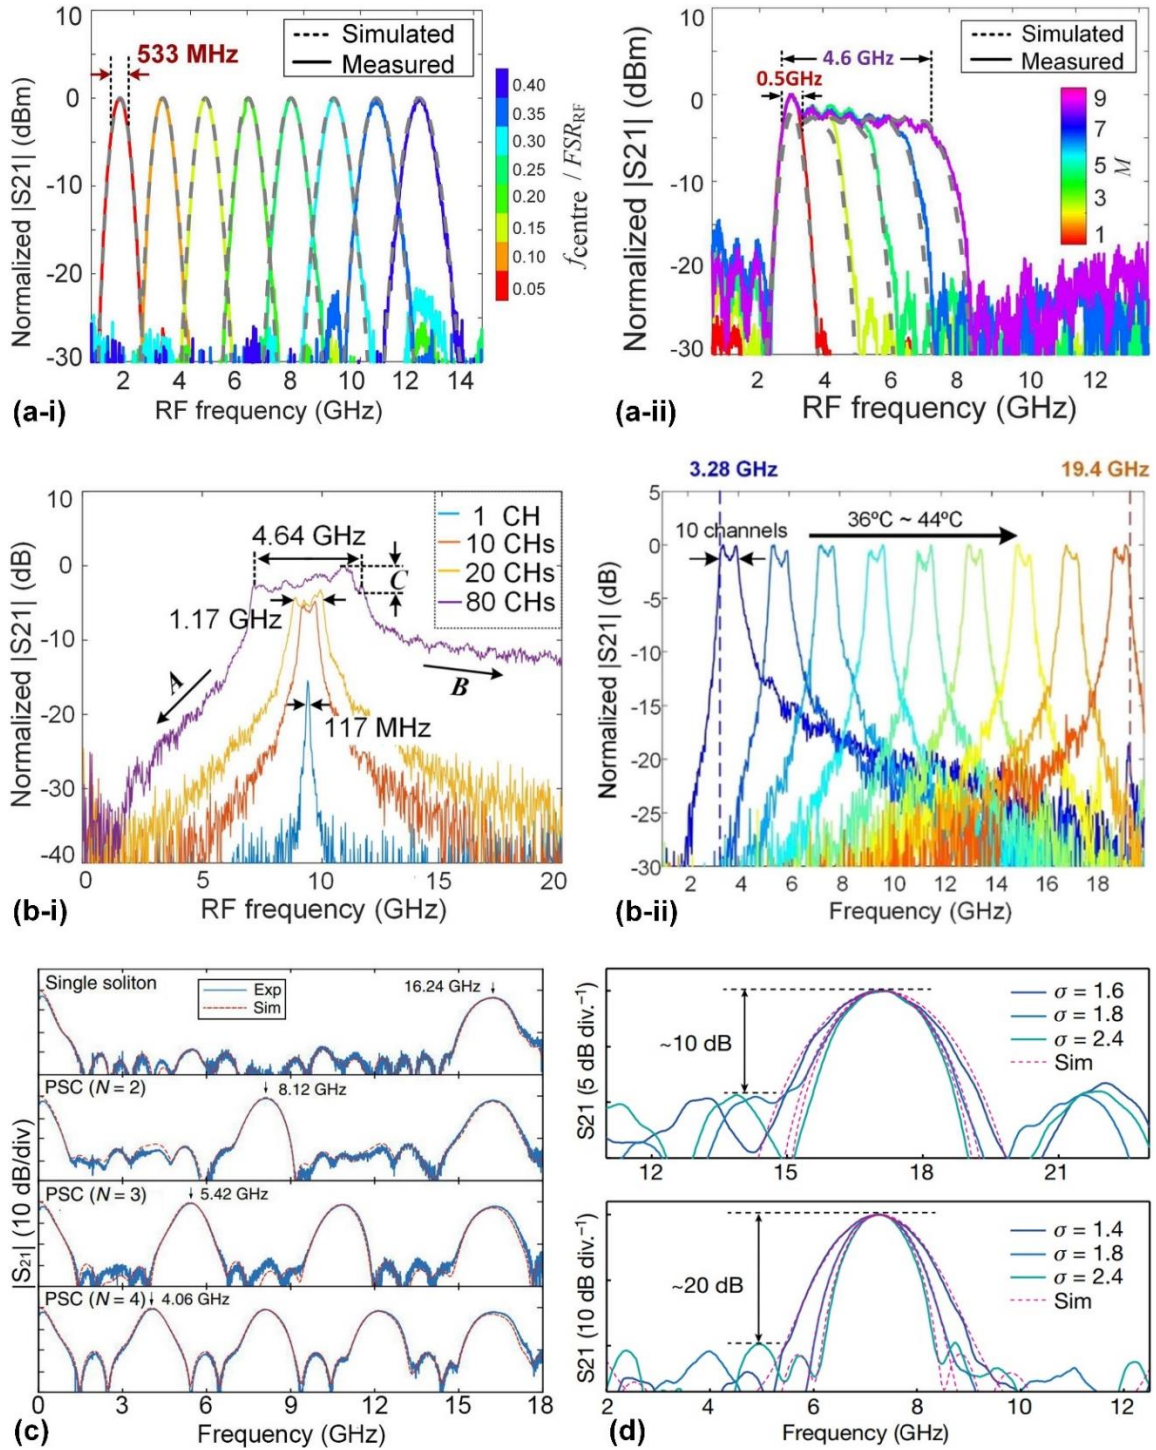 10
0
-10
-20
-30
Normalized |S21| (dBm)
533 MHz
Simulated
Measured
0.40
0.35
0.30
0.25
0.20
0.15
0.10
0.05
fcentre / FSRRF
2 4 6 8 10 12 14
RF frequency (GHz)
(a-i)
10
0
-10
-20
-30
Normalized |S21| (dBm)
4.6 GHz
0.5GHz
Simulated
Measured
9
7
5
3
1
M
2 4 6 8 10 12
RF frequency (GHz)
(a-ii)
10
0
-10
-20
-30
-40
Normalized |S21| (dB)
4.64 GHz
1.17 GHz
117 MHz
A
B
C
1 CH
10 CHs
20 CHs
80 CHs
0 5 10 15 20
RF frequency (GHz)
(b-i)
3.28 GHz
19.4 GHz
5
0
-5
-10
-15
-20
-25
-30
Normalized |S21| (dB)
10 channels
36ºC ~ 44ºC
2 4 6 8 10 12 14 16 18
Frequency (GHz)
(b-ii)
Single soliton
Exp
Sim
16.24 GHz
PSC (N = 2)
8.12 GHz
PSC (N = 3)
5.42 GHz
PSC (N = 4)
4.06 GHz
|S21| (10 dB/div)
0 3 6 9 12 15 18
Frequency (GHz)
(c)
S21 (5 dB div.⁻¹)
~10 dB
σ = 1.6
σ = 1.8
σ = 2.4
Sim
12 15 18 21
S21 (10 dB div.⁻¹)
~20 dB
σ = 1.4
σ = 1.8
σ = 2.4
Sim
2 4 6 8 10 12
Frequency (GHz)
(d)